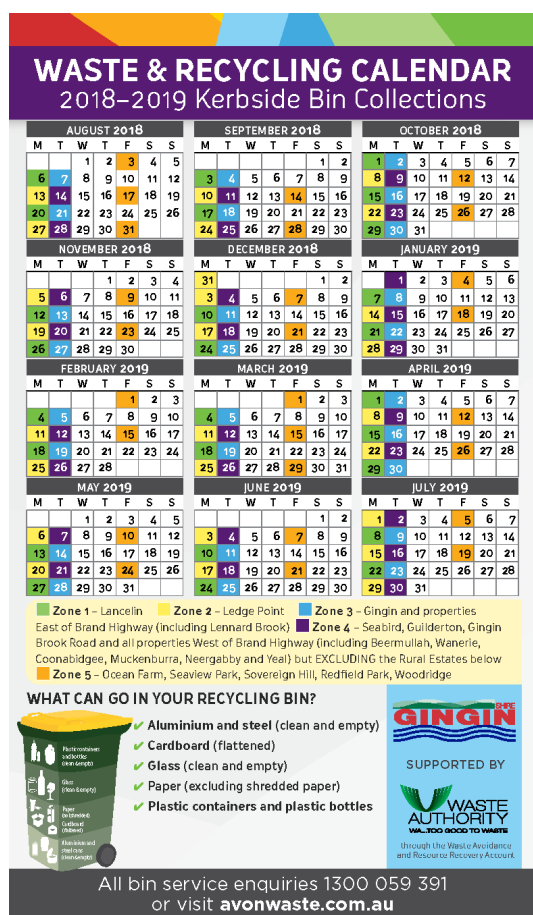 WASTE & RECYCLING CALENDAR
2018–2019 Kerbside Bin Collections
AUGUST 2018
M T W T F S S
1 2 3 4 5
6 7 8 9 10 11 12
13 14 15 16 17 18 19
20 21 22 23 24 25 26
27 28 29 30 31
SEPTEMBER 2018
M T W T F S S
1 2
3 4 5 6 7 8 9
10 11 12 13 14 15 16
17 18 19 20 21 22 23
24 25 26 27 28 29 30
OCTOBER 2018
M T W T F S S
1 2 3 4 5 6 7
8 9 10 11 12 13 14
15 16 17 18 19 20 21
22 23 24 25 26 27 28
29 30 31
NOVEMBER 2018
M T W T F S S
1 2 3 4
5 6 7 8 9 10 11
12 13 14 15 16 17 18
19 20 21 22 23 24 25
26 27 28 29 30
DECEMBER 2018
M T W T F S S
31 1 2
3 4 5 6 7 8 9
10 11 12 13 14 15 16
17 18 19 20 21 22 23
24 25 26 27 28 29 30
JANUARY 2019
M T W T F S S
1 2 3 4 5 6
7 8 9 10 11 12 13
14 15 16 17 18 19 20
21 22 23 24 25 26 27
28 29 30 31
FEBRUARY 2019
M T W T F S S
1 2 3
4 5 6 7 8 9 10
11 12 13 14 15 16 17
18 19 20 21 22 23 24
25 26 27 28
MARCH 2019
M T W T F S S
1 2 3
4 5 6 7 8 9 10
11 12 13 14 15 16 17
18 19 20 21 22 23 24
25 26 27 28 29 30 31
APRIL 2019
M T W T F S S
1 2 3 4 5 6 7
8 9 10 11 12 13 14
15 16 17 18 19 20 21
22 23 24 25 26 27 28
29 30
MAY 2019
M T W T F S S
1 2 3 4 5
6 7 8 9 10 11 12
13 14 15 16 17 18 19
20 21 22 23 24 25 26
27 28 29 30 31
JUNE 2019
M T W T F S S
1 2
3 4 5 6 7 8 9
10 11 12 13 14 15 16
17 18 19 20 21 22 23
24 25 26 27 28 29 30
JULY 2019
M T W T F S S
1 2 3 4 5 6 7
8 9 10 11 12 13 14
15 16 17 18 19 20 21
22 23 24 25 26 27 28
29 30 31
Zone 1 – Lancelin Zone 2 – Ledge Point Zone 3 – Gingin and properties
East of Brand Highway (including Lennard Brook) Zone 4 – Seabird, Guilderton, Gingin
Brook Road and all properties West of Brand Highway (including Beermullah, Wanerie,
Coonabidgee, Muckenburra, Neergabby and Yeal) but EXCLUDING the Rural Estates below
Zone 5 – Ocean Farm, Seaview Park, Sovereign Hill, Redfield Park, Woodridge
WHAT CAN GO IN YOUR RECYCLING BIN?
✔ Aluminium and steel (clean and empty)
✔ Cardboard (flattened)
✔ Glass (clean and empty)
✔ Paper (excluding shredded paper)
✔ Plastic containers and plastic bottles
Plastic containers
and bottles
(clean & empty)
Glass
(clean & empty)
Paper
(no shredded)
Cardboard
(flattened)
Aluminium and
steel cans
(clean & empty)
SHIRE
GINGIN
SUPPORTED BY
WASTE
AUTHORITY
WA...TOO GOOD TO WASTE
through the Waste Avoidance
and Resource Recovery Account
All bin service enquiries 1300 059 391
or visit avonwaste.com.au